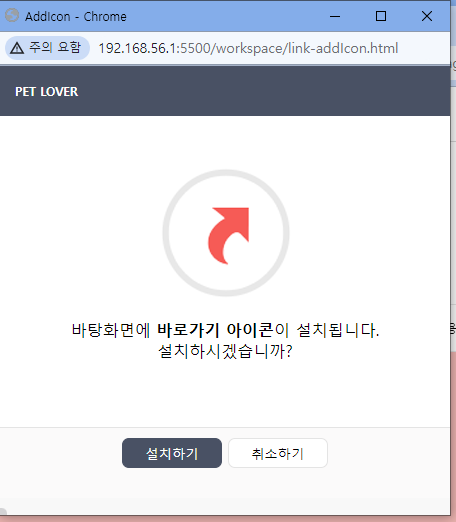 AddIcon - Chrome
주의 요함 192.168.56.1:5500/workspace/link-addIcon.html
PET LOVER
바탕화면에 바로가기 아이콘이 설치됩니다.
설치하시겠습니까?
설치하기 취소하기